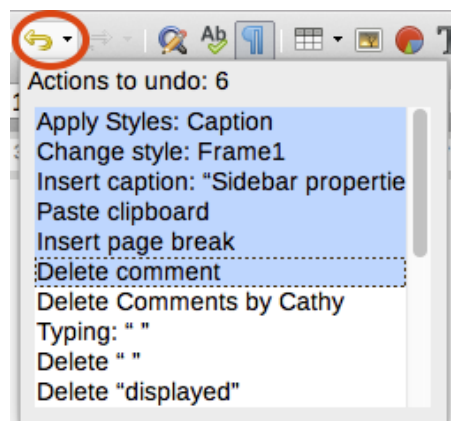 Actions to undo: 6
Apply Styles: Caption
Change style: Frame1
Insert caption: “Sidebar propertie
Paste clipboard
Insert page break
Delete comment
Delete Comments by Cathy
Typing: “ ”
Delete “ ”
Delete “displayed”